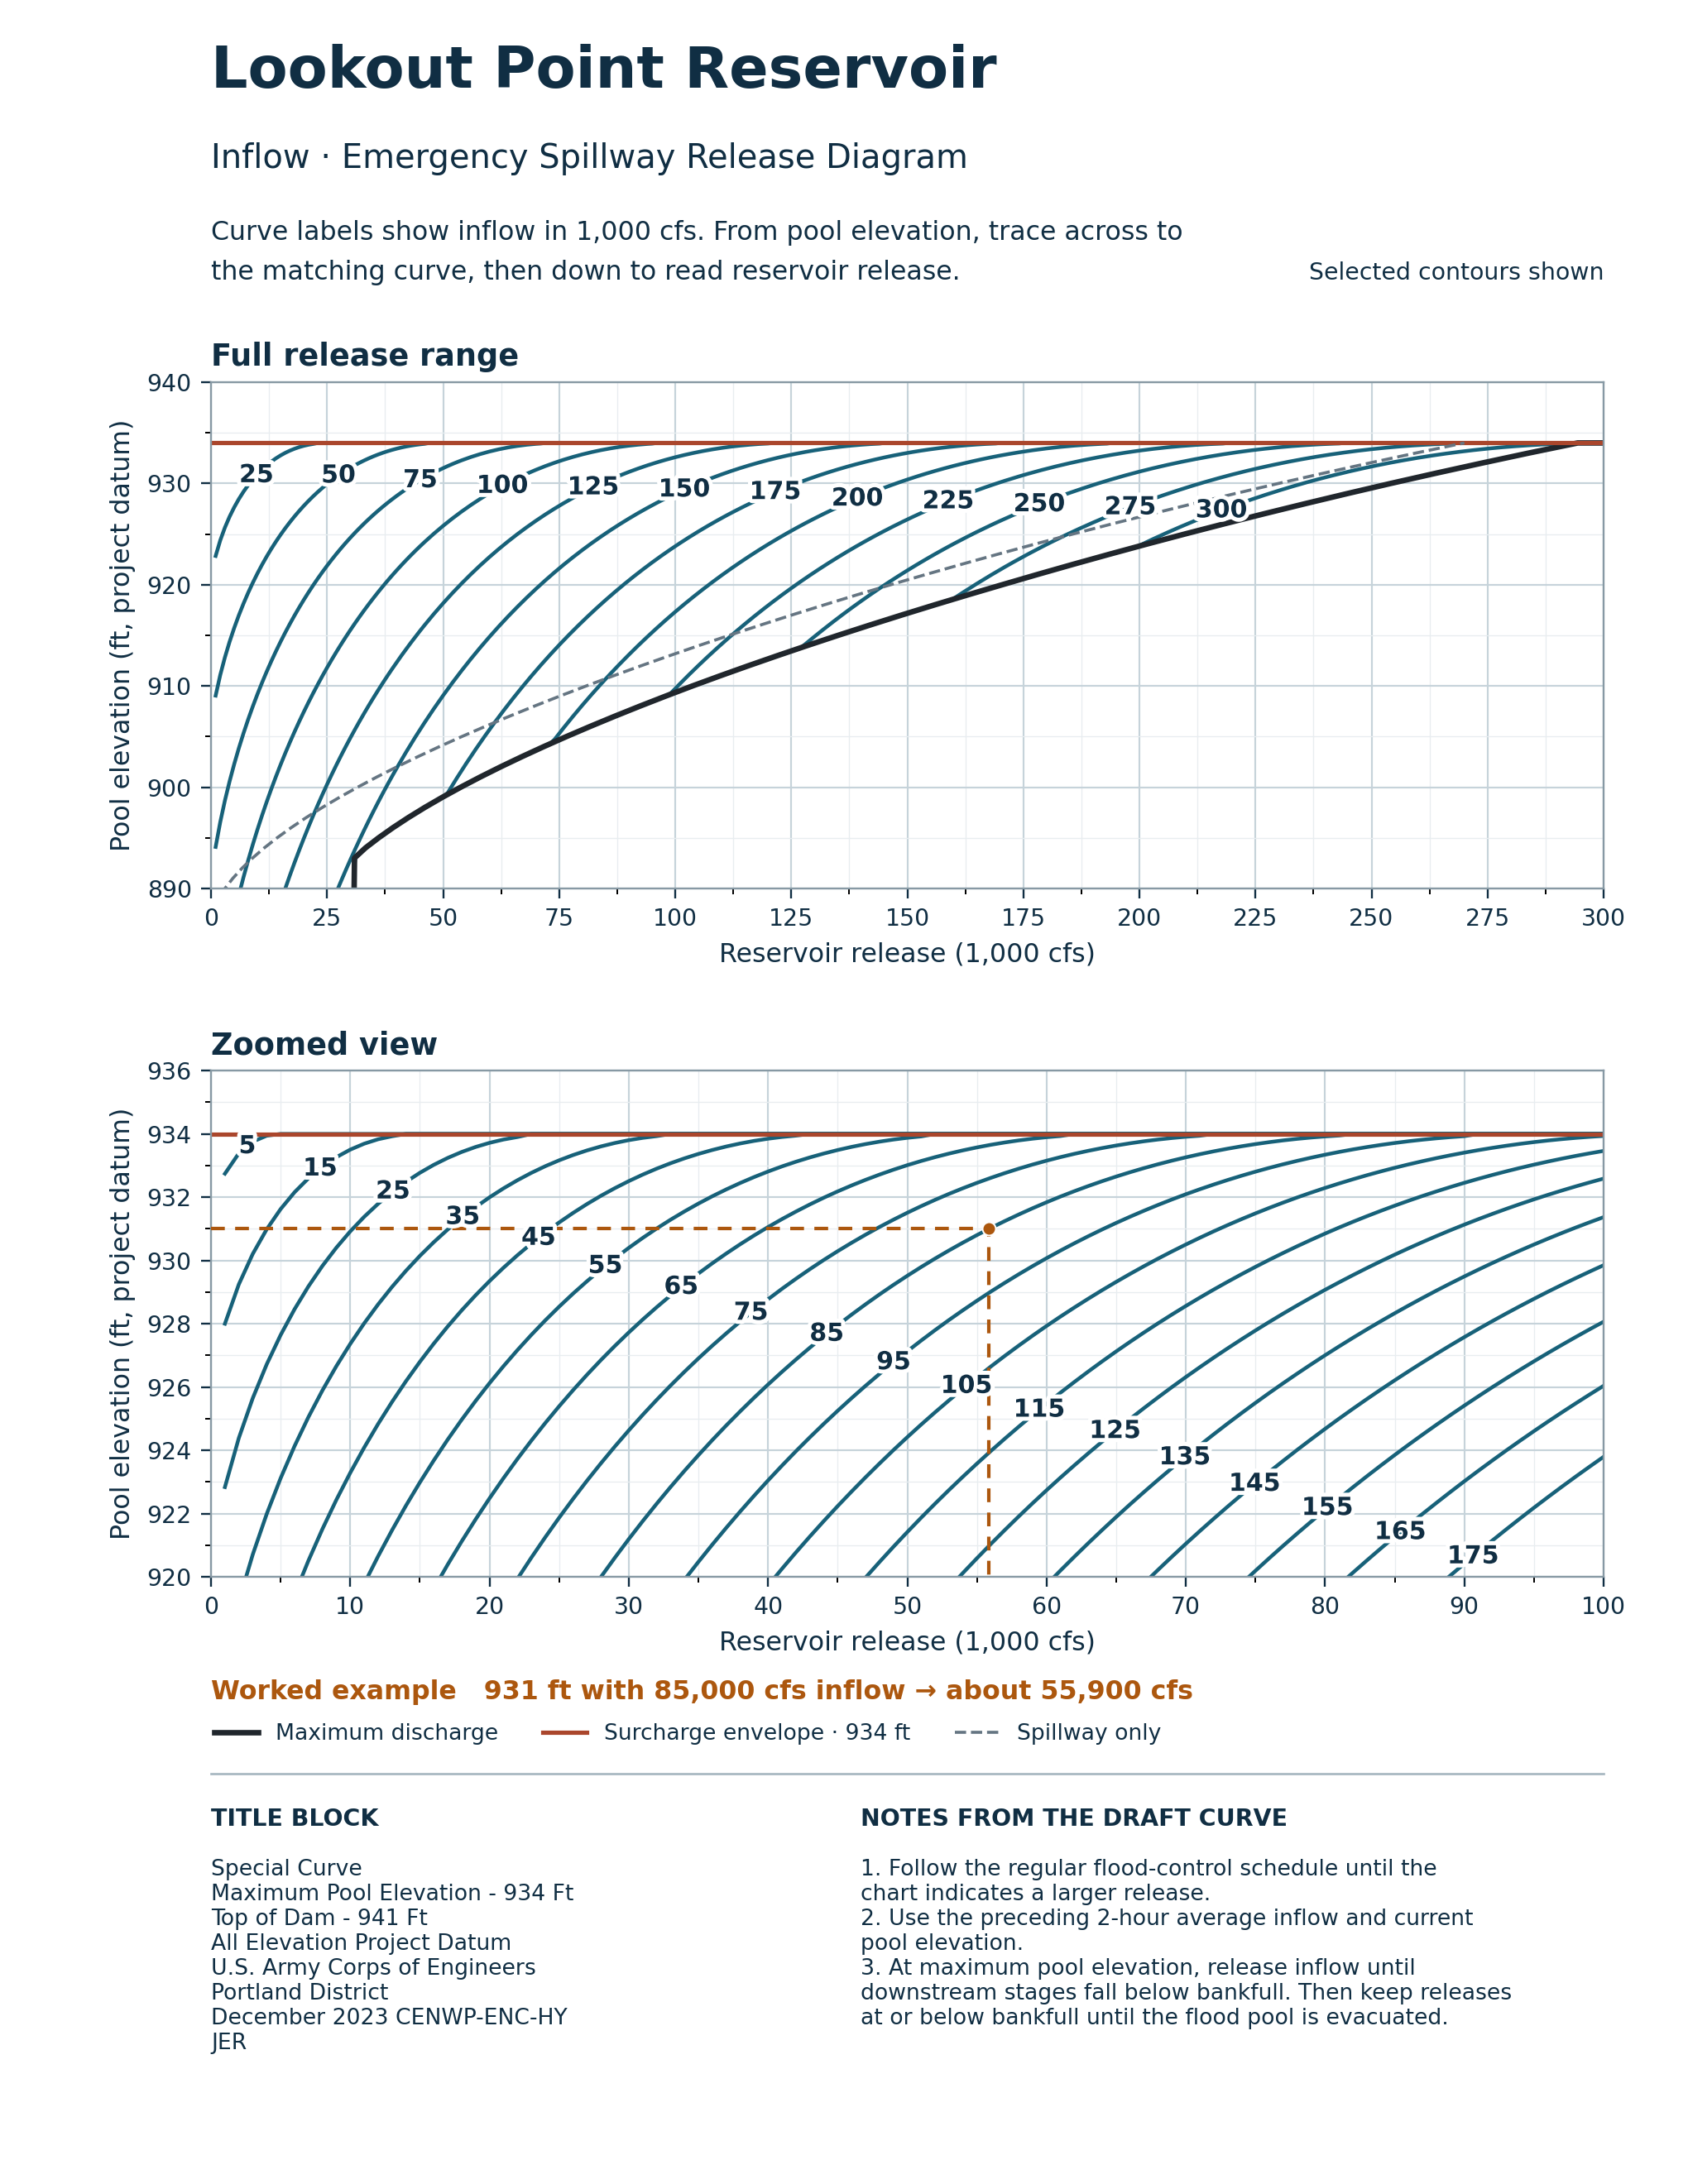 Lookout Point Reservoir
Inflow · Emergency Spillway Release Diagram
Curve labels show inflow in 1,000 cfs. From pool elevation, trace across to
the matching curve, then down to read reservoir release.
Selected contours shown
Full release range
Pool elevation (ft, project datum)
940
930
920
910
900
890
25
50
75
100
125
150
175
200
225
250
275
300
0
25
50
75
100
125
150
175
200
225
250
275
300
Reservoir release (1,000 cfs)
Zoomed view
Pool elevation (ft, project datum)
936
934
932
930
928
926
924
922
920
5
15
25
35
45
55
65
75
85
95
105
115
125
135
145
155
165
175
0
10
20
30
40
50
60
70
80
90
100
Reservoir release (1,000 cfs)
Worked example 931 ft with 85,000 cfs inflow → about 55,900 cfs
Maximum discharge
Surcharge envelope · 934 ft
Spillway only
TITLE BLOCK
Special Curve
Maximum Pool Elevation - 934 Ft
Top of Dam - 941 Ft
All Elevation Project Datum
U.S. Army Corps of Engineers
Portland District
December 2023 CENWP-ENC-HY
JER
NOTES FROM THE DRAFT CURVE
1. Follow the regular flood-control schedule until the
chart indicates a larger release.
2. Use the preceding 2-hour average inflow and current
pool elevation.
3. At maximum pool elevation, release inflow until
downstream stages fall below bankfull. Then keep releases
at or below bankfull until the flood pool is evacuated.